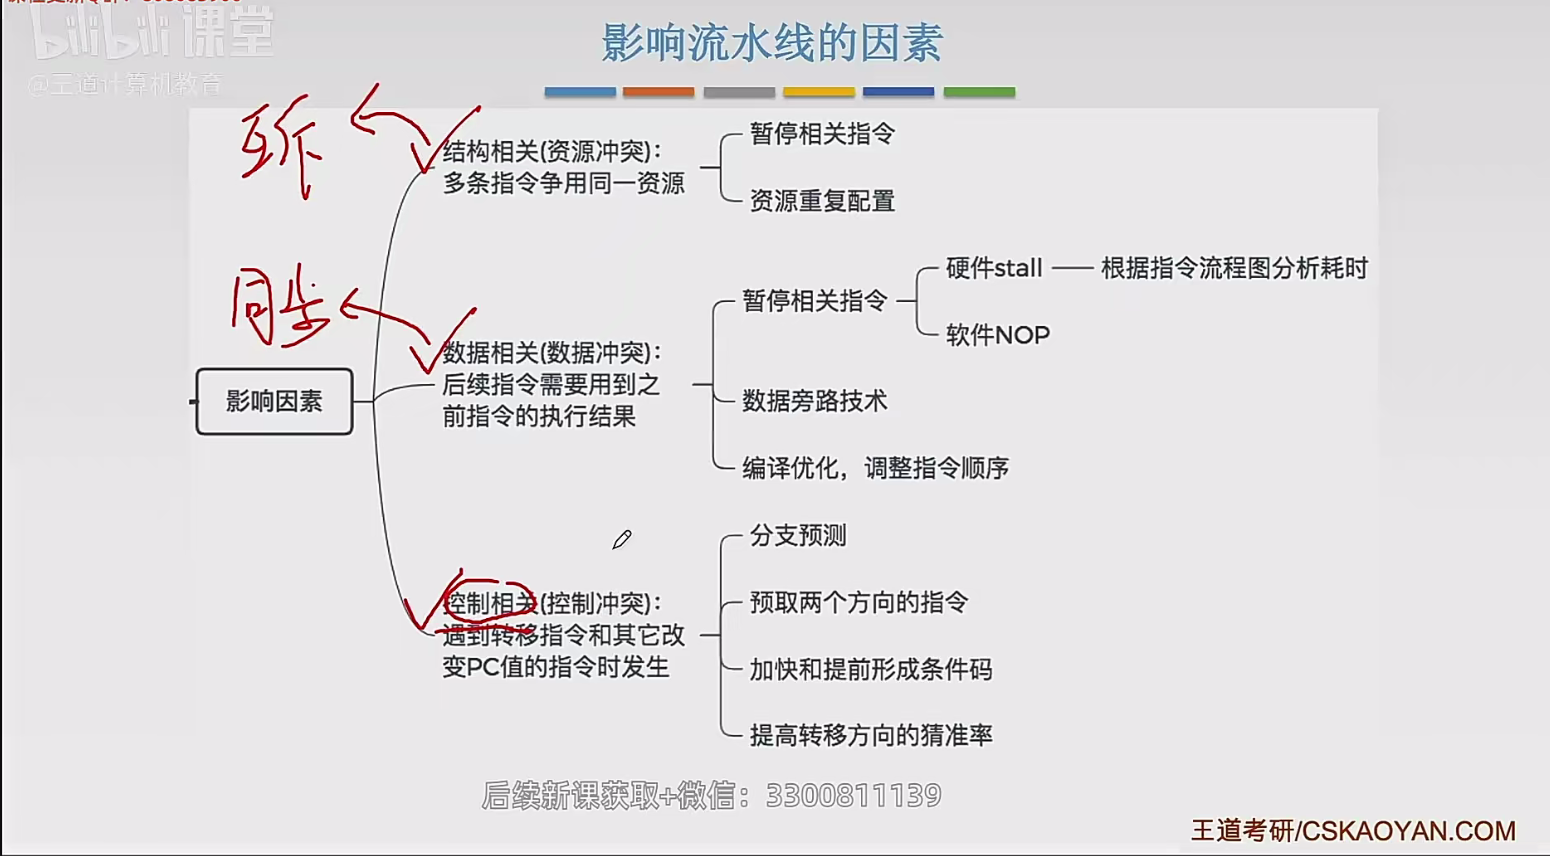 bilibili课堂
@王道计算机教育
影响流水线的因素
互斥
结构相关(资源冲突)：
多条指令争用同一资源
暂停相关指令
资源重复配置
同步
数据相关(数据冲突)：
后续指令需要用到之
前指令的执行结果
暂停相关指令
硬件stall
根据指令流程图分析耗时
软件NOP
数据旁路技术
编译优化，调整指令顺序
影响因素
控制相关(控制冲突)：
遇到转移指令和其它改
变PC值的指令时发生
分支预测
预取两个方向的指令
加快和提前形成条件码
提高转移方向的猜准率
后续新课获取+微信：3300811139
王道考研/CSKAOYAN.COM